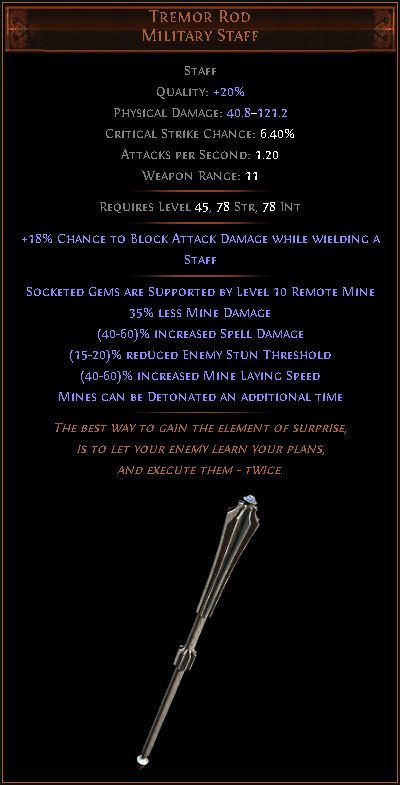 Tremor Rod
Military Staff
Staff
Quality: +20%
Physical Damage: 40.8–121.2
Critical Strike Chance: 6.40%
Attacks per Second: 1.20
Weapon Range: 11
Requires Level 45, 78 Str, 78 Int
+18% Chance to Block Attack Damage while wielding a
Staff
Socketed Gems are Supported by Level 10 Remote Mine
35% less Mine Damage
(40-60)% increased Spell Damage
(15-20)% reduced Enemy Stun Threshold
(40-60)% increased Mine Laying Speed
Mines can be Detonated an additional time
The best way to gain the element of surprise,
is to let your enemy learn your plans,
and execute them - twice.